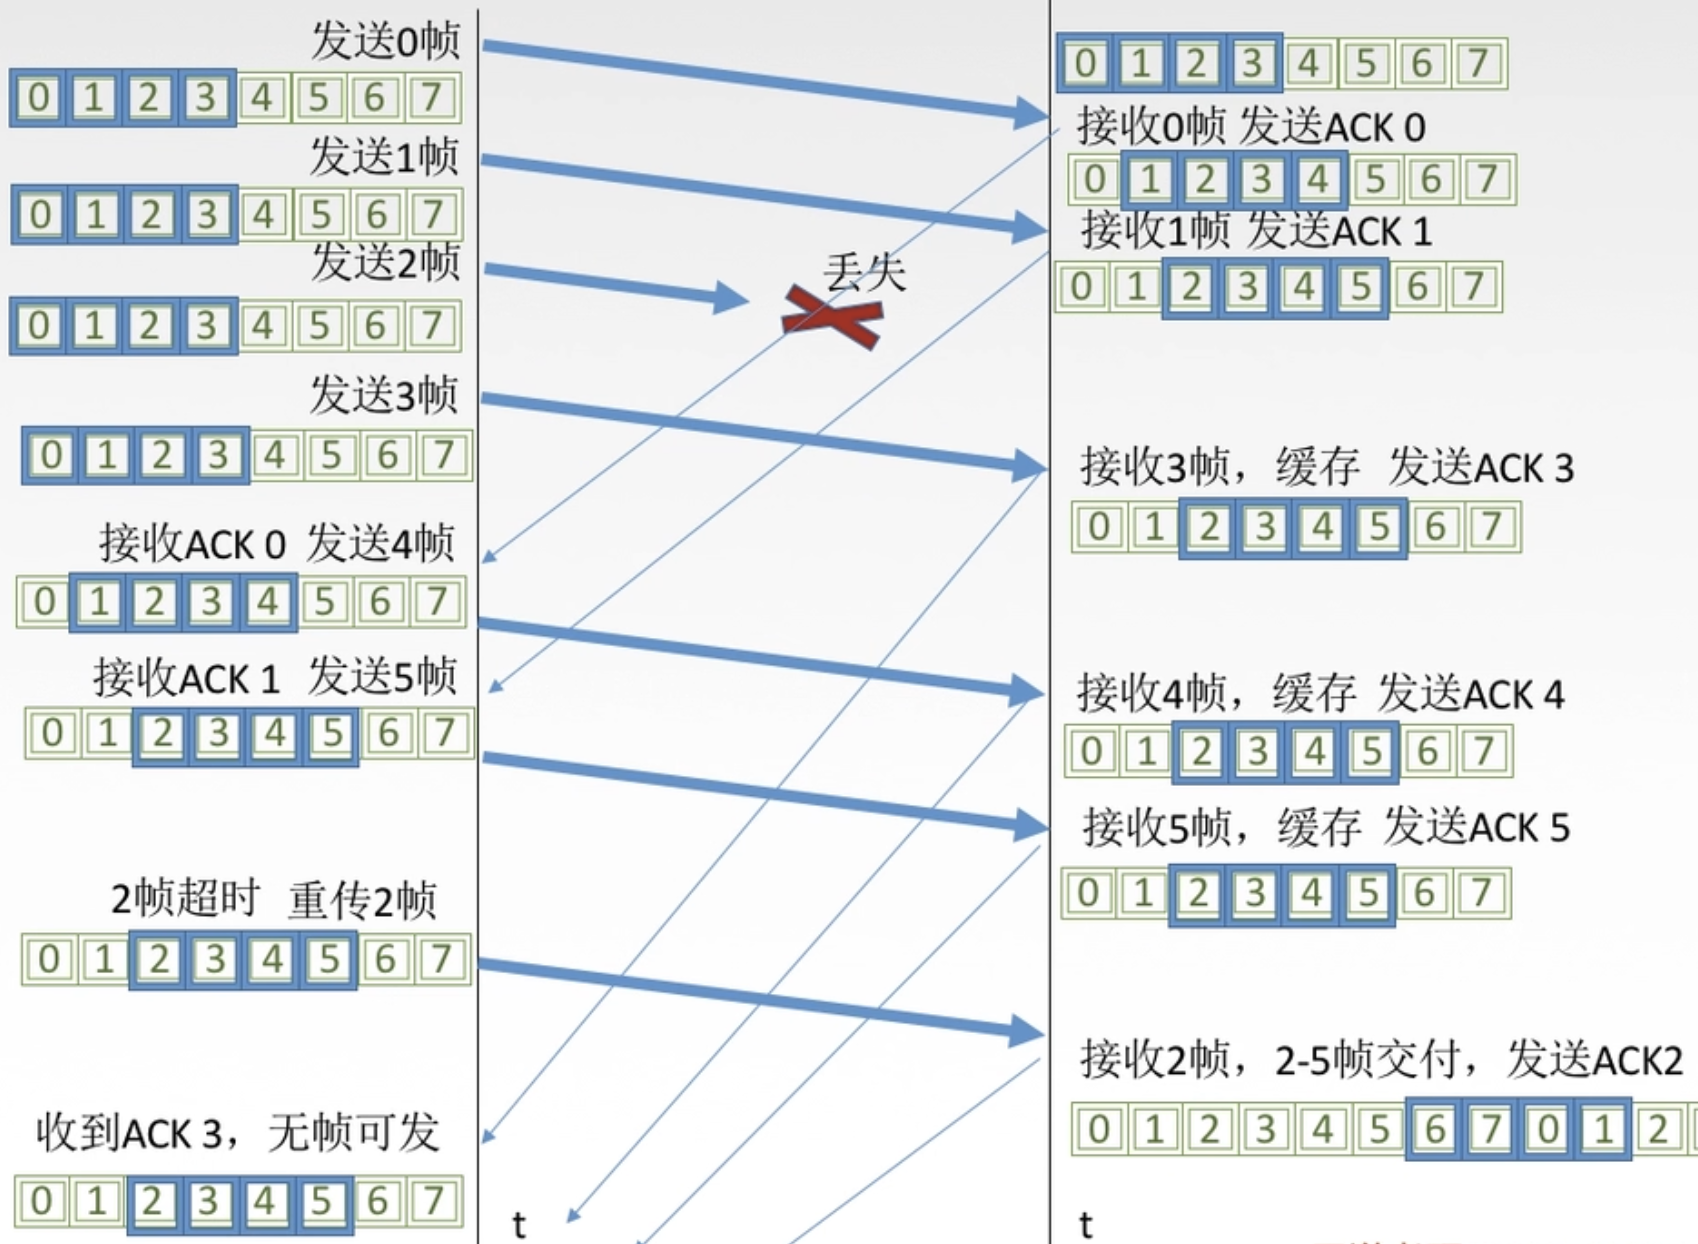 发送0帧
0 1 2 3 4 5 6 7
发送1帧
0 1 2 3 4 5 6 7
发送2帧
0 1 2 3 4 5 6 7
发送3帧
0 1 2 3 4 5 6 7
接收ACK 0 发送4帧
0 1 2 3 4 5 6 7
接收ACK 1 发送5帧
0 1 2 3 4 5 6 7
2帧超时 重传2帧
0 1 2 3 4 5 6 7
收到ACK 3，无帧可发
0 1 2 3 4 5 6 7
丢失
t
0 1 2 3 4 5 6 7
接收0帧 发送ACK 0
0 1 2 3 4 5 6 7
接收1帧 发送ACK 1
0 1 2 3 4 5 6 7
接收3帧，缓存 发送ACK 3
0 1 2 3 4 5 6 7
接收4帧，缓存 发送ACK 4
0 1 2 3 4 5 6 7
接收5帧，缓存 发送ACK 5
0 1 2 3 4 5 6 7
接收2帧，2-5帧交付，发送ACK2
0 1 2 3 4 5 6 7 0 1 2
t